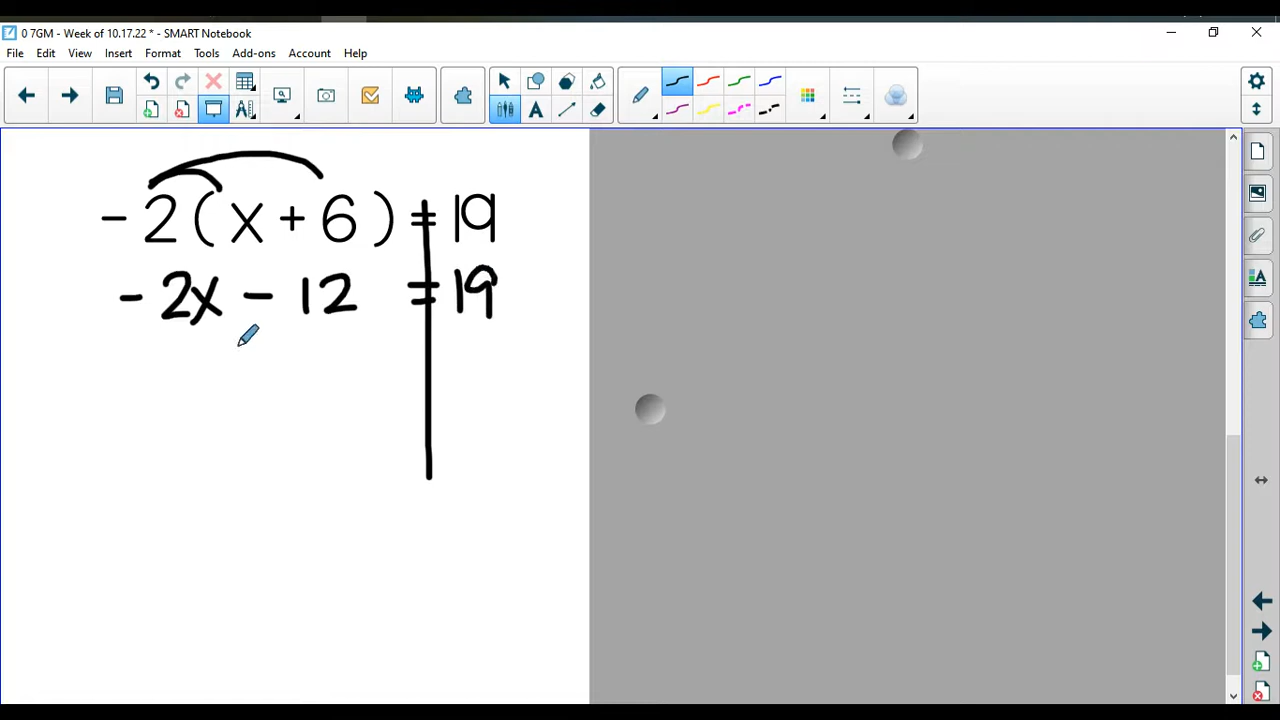 0 7GM - Week of 10.17.22 * - SMART Notebook
File Edit View Insert Format Tools Add-ons Account Help
-2(x+6)=19
-2x-12=19